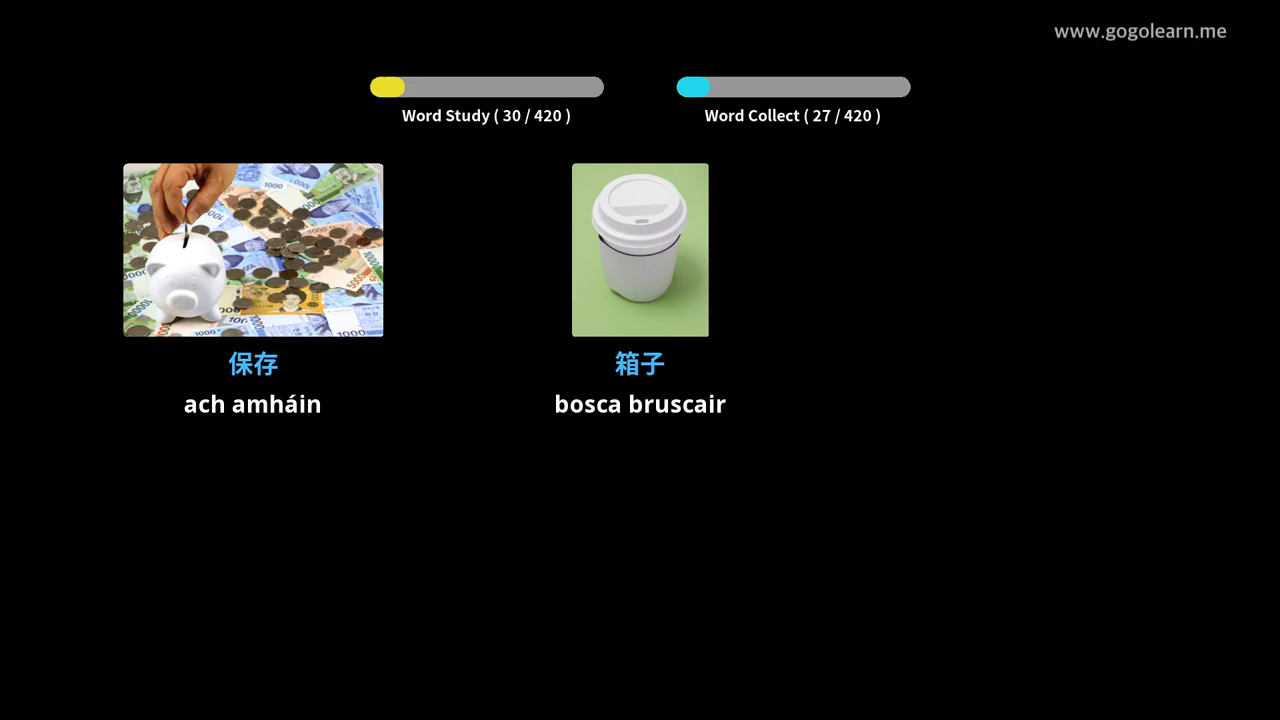 www.gogolearn.me
Word Study ( 30 / 420 )
Word Collect ( 27 / 420 )
保存
ach amháin
箱子
bosca bruscair